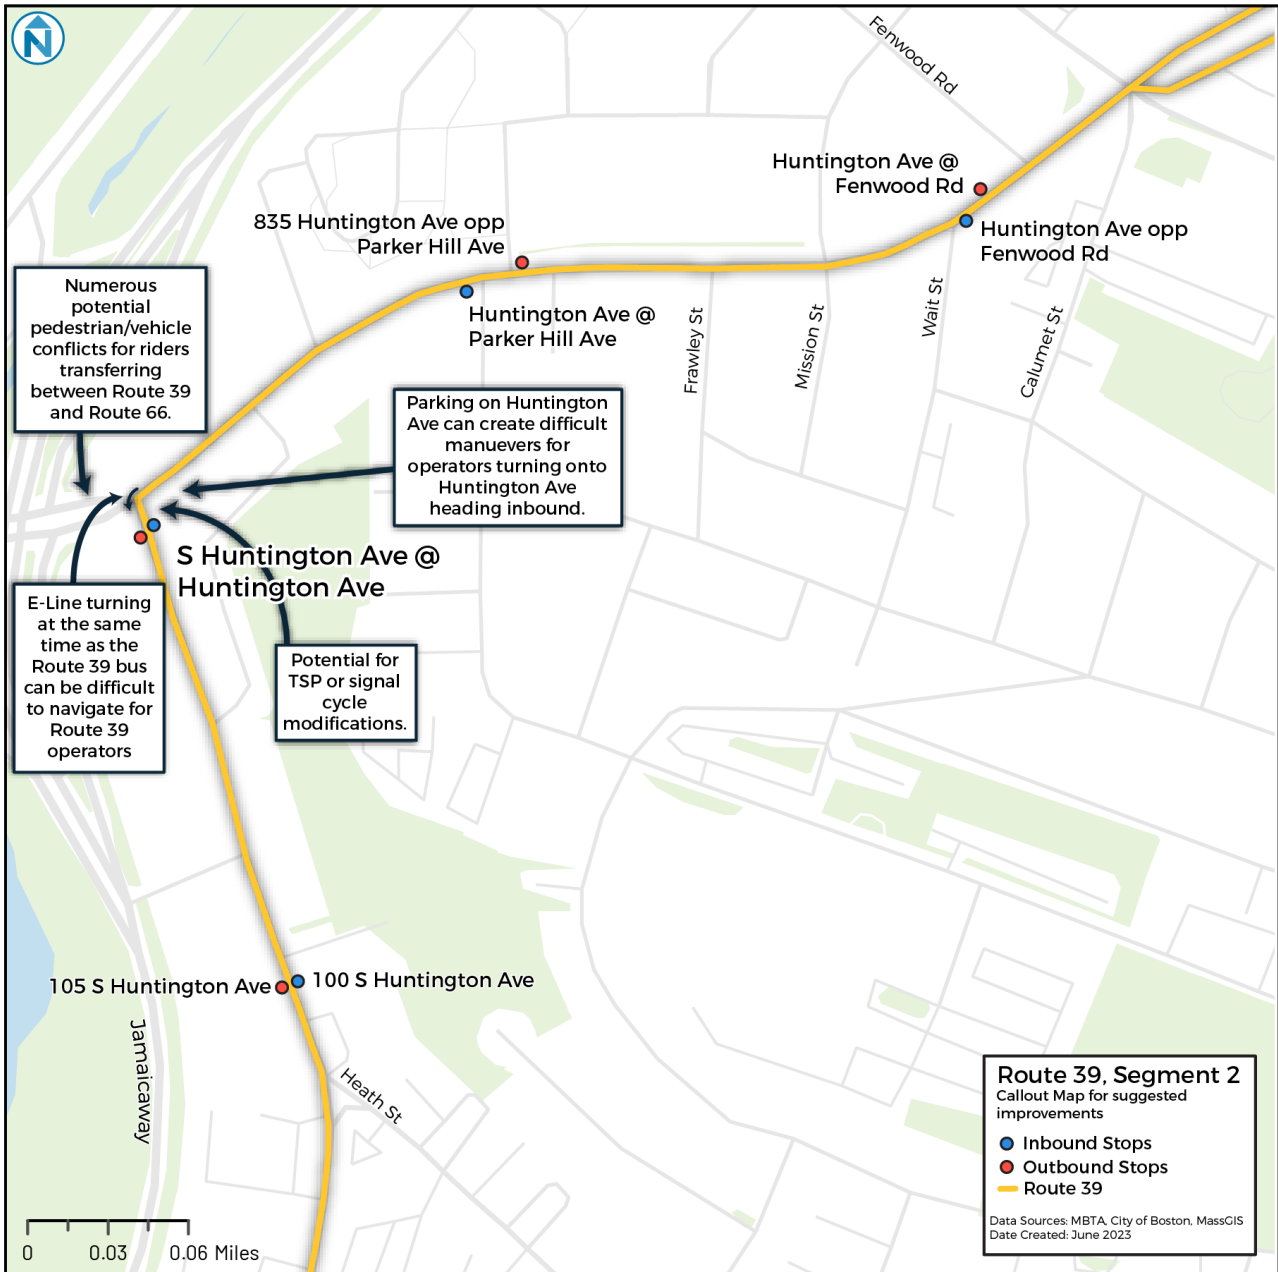 N
Fenwood Rd
Huntington Ave @
Fenwood Rd
835 Huntington Ave opp
Parker Hill Ave
Huntington Ave opp
Fenwood Rd
Numerous
potential
pedestrian/vehicle
conflicts for riders
transferring
between Route 39
and Route 66.
Huntington Ave @
Parker Hill Ave
Frawley St
Mission St
Wait St
Calumet St
Parking on Huntington
Ave can create difficult
manuevers for
operators turning onto
Huntington Ave
heading inbound.
S Huntington Ave @
Huntington Ave
E-Line turning
at the same
time as the
Route 39 bus
can be difficult
to navigate for
Route 39
operators
Potential for
TSP or signal
cycle
modifications.
105 S Huntington Ave
100 S Huntington Ave
Jamaicaway
Heath St
Route 39, Segment 2
Callout Map for suggested
improvements
Inbound Stops
Outbound Stops
Route 39
Data Sources: MBTA, City of Boston, MassGIS
Date Created: June 2023
0 0.03 0.06 Miles